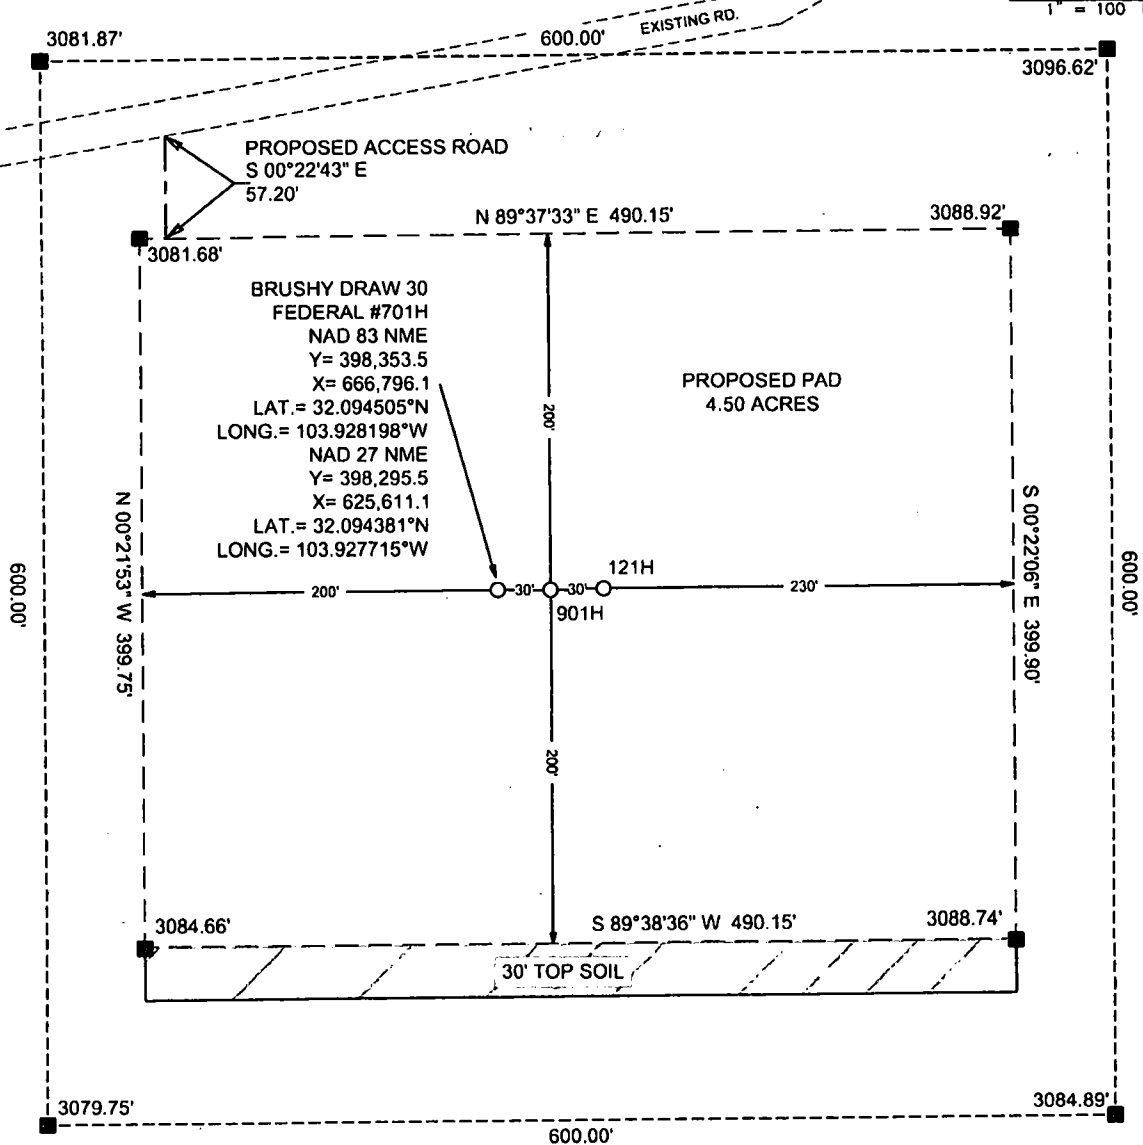 1" = 100
EXISTING RD.
3081.87'
600.00'
3096.62'
PROPOSED ACCESS ROAD
S 00°22'43" E
57.20'
N 89°37'33" E 490.15'
3088.92'
3081.68'
BRUSHY DRAW 30
FEDERAL #701H
NAD 83 NME
Y= 398,353.5
X= 666,796.1
LAT.= 32.094505°N
LONG.= 103.928198°W
NAD 27 NME
Y= 398,295.5
X= 625,611.1
LAT.= 32.094381°N
LONG.= 103.927715°W
PROPOSED PAD
4.50 ACRES
200'
N 00°21'53" W 399.75'
S 00°22'06" E 399.90'
600.00'
600.00'
121H
200'
30'
30'
230'
901H
200'
3084.66'
S 89°38'36" W 490.15'
3088.74'
30' TOP SOIL
3079.75'
3084.89'
600.00'